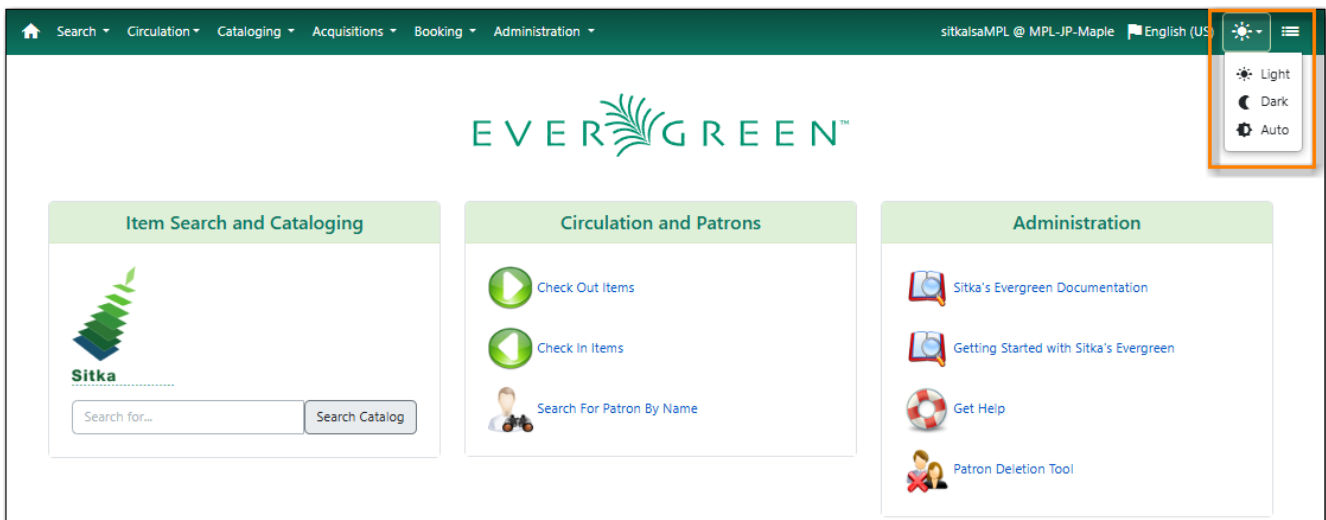 Search Circulation Cataloging Acquisitions Booking Administration sitkalsaMPL @ MPL-JP-Maple English (US)
Light
Dark
Auto
EVERGREEN™
Item Search and Cataloging
Sitka
Search for... Search Catalog
Circulation and Patrons
Check Out Items
Check In Items
Search For Patron By Name
Administration
Sitka's Evergreen Documentation
Getting Started with Sitka's Evergreen
Get Help
Patron Deletion Tool